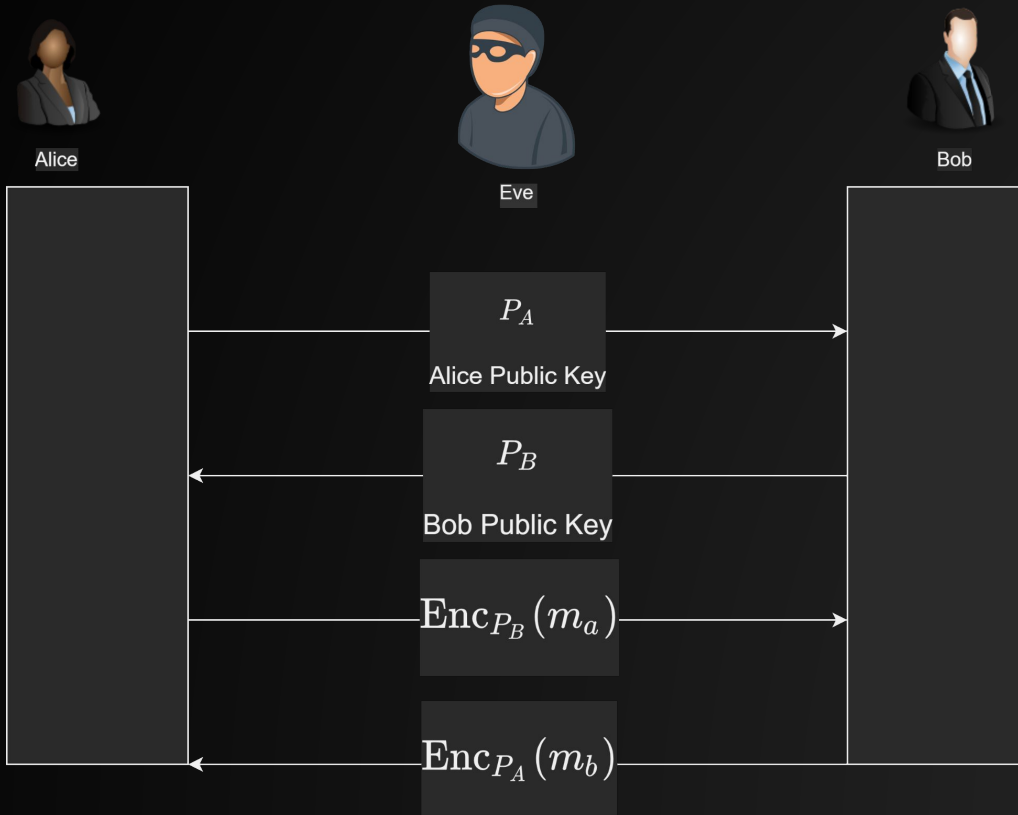 Alice
Eve
Bob
P_A
Alice Public Key
P_B
Bob Public Key
Enc_{P_B}(m_a)
Enc_{P_A}(m_b)